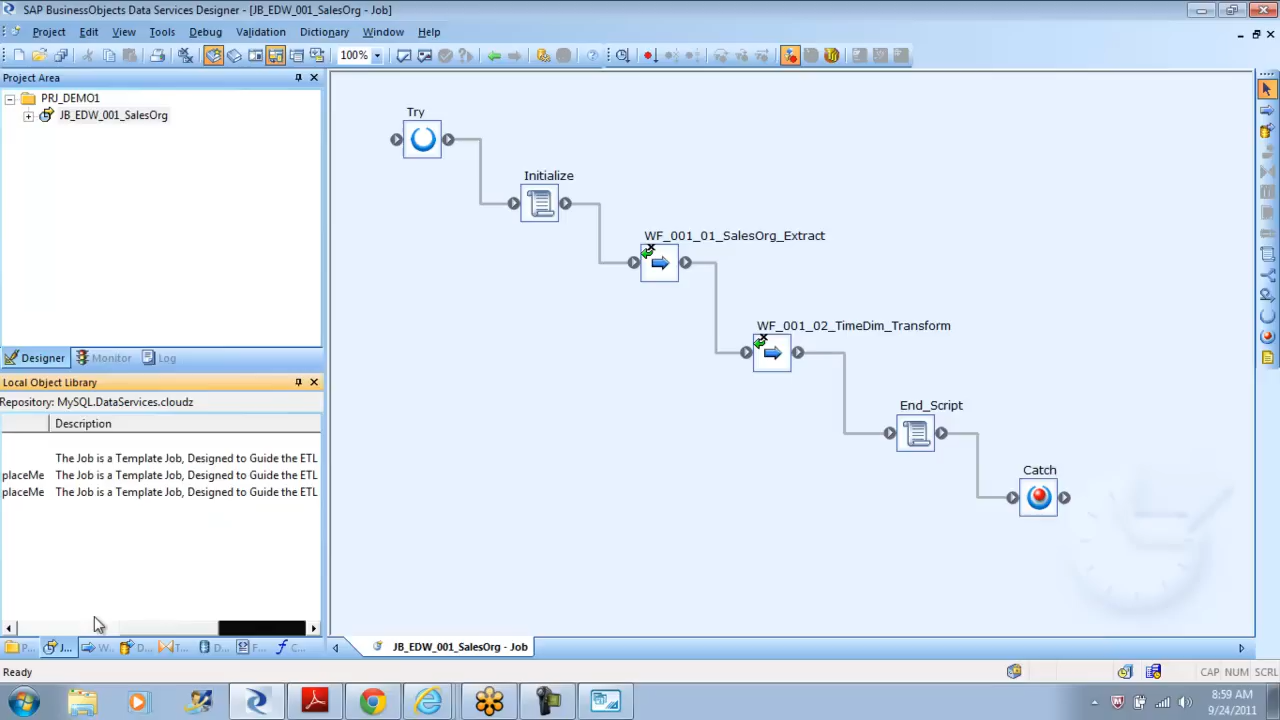 SAP BusinessObjects Data Services Designer - [JB_EDW_001_SalesOrg - Job]
Project Edit View Tools Debug Validation Dictionary Window Help
100%
Project Area
PRJ_DEMO1
JB_EDW_001_SalesOrg
Try
Initialize
WF_001_01_SalesOrg_Extract
WF_001_02_TimeDim_Transform
End_Script
Catch
Designer Monitor Log
Local Object Library
Repository: MySQL.DataServices.cloudz
Description
The Job is a Template Job, Designed to Guide the ETL
placeMe The Job is a Template Job, Designed to Guide the ETL
placeMe The Job is a Template Job, Designed to Guide the ETL
P... J... W... D... T... D... F... C...
JB_EDW_001_SalesOrg - Job
Ready
CAP NUM SCRL
8:59 AM
9/24/2011